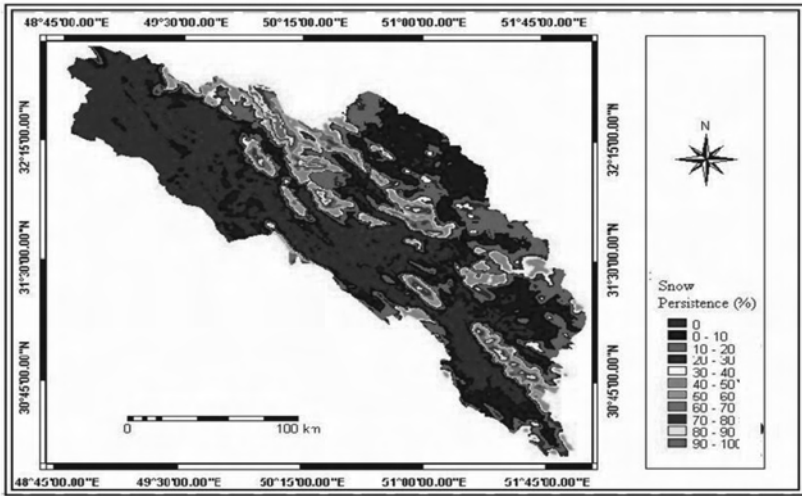 48°45'00.00"E 49°30'00.00"E 50°15'00.00"E 51°00'00.00"E 51°45'00.00"E
32°15'00.00"N
31°30'00.00"N
30°45'00.00"N
32°15'00.00"N
31°30'00.00"N
30°45'00.00"N
N
Snow
Persistence (%)
0
0 - 10
10 - 20
20 - 30
30 - 40
40 - 50
50 60
60 - 70
70 - 80
80 - 90
90 - 100
0 100 km
48°45'00.00"E 49°30'00.00"E 50°15'00.00"E 51°00'00.00"E 51°45'00.00"E